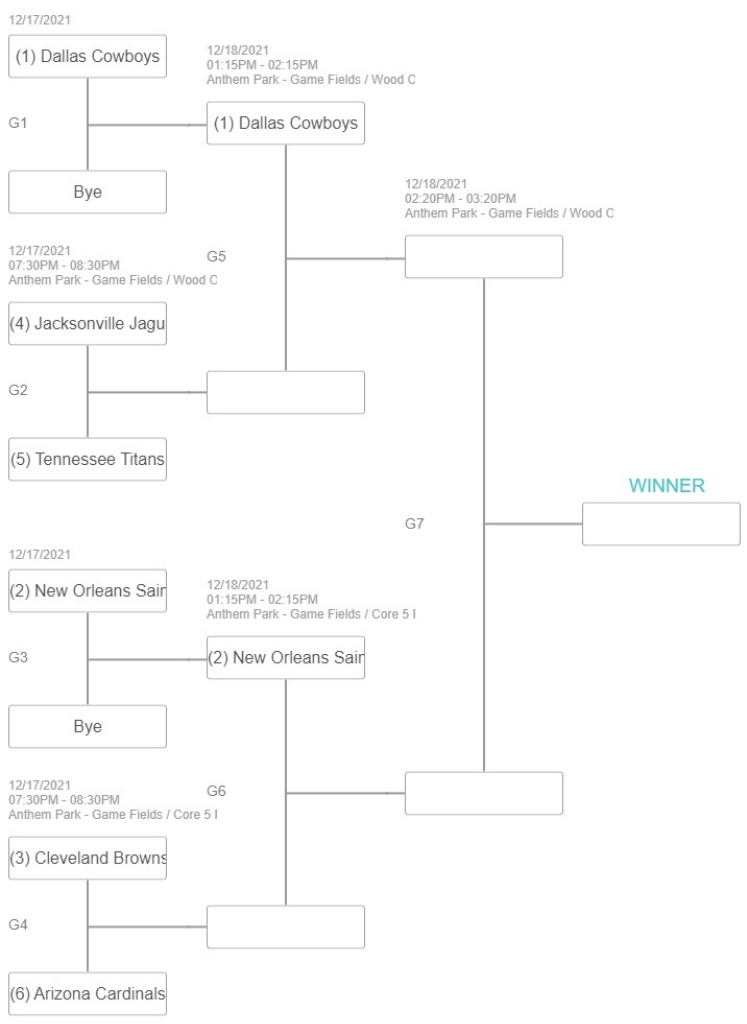 12/17/2021
(1) Dallas Cowboys
G1
Bye
12/18/2021
01:15PM - 02:15PM
Anthem Park - Game Fields / Wood C
(1) Dallas Cowboys
12/17/2021
07:30PM - 08:30PM
Anthem Park - Game Fields / Wood C
(4) Jacksonville Jagu
G2
(5) Tennessee Titans
G5
12/18/2021
02:20PM - 03:20PM
Anthem Park - Game Fields / Wood C
WINNER
G7
12/17/2021
(2) New Orleans Sain
G3
Bye
12/18/2021
01:15PM - 02:15PM
Anthem Park - Game Fields / Core 5 I
(2) New Orleans Sain
12/17/2021
07:30PM - 08:30PM
Anthem Park - Game Fields / Core 5 I
(3) Cleveland Browns
G4
(6) Arizona Cardinals
G6